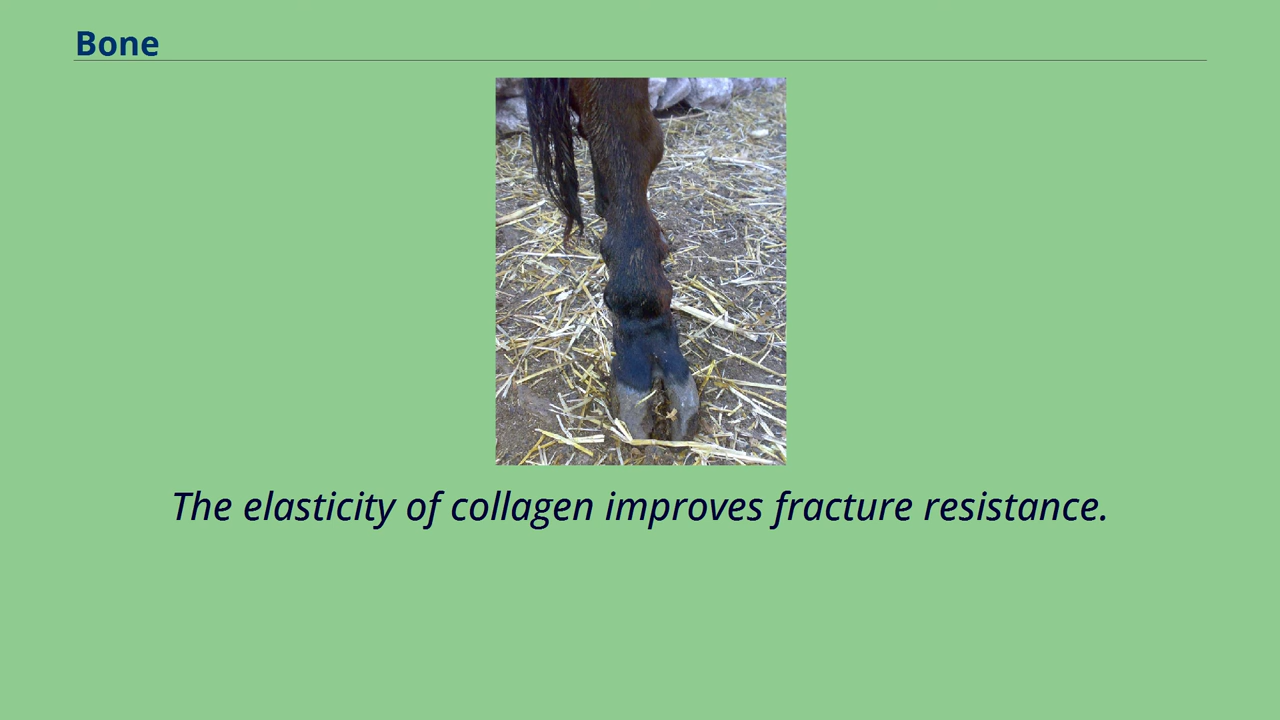 Bone
The elasticity of collagen improves fracture resistance.